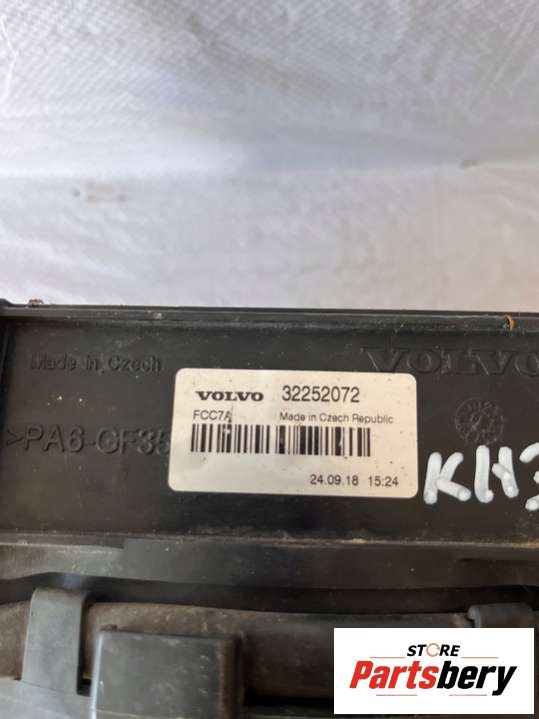 Made in Czech
VOLVO
VOLVO 32252072
FCC7A Made in Czech Republic
>PA6-GF35
24.09.18 15:24
STORE
Partsbery